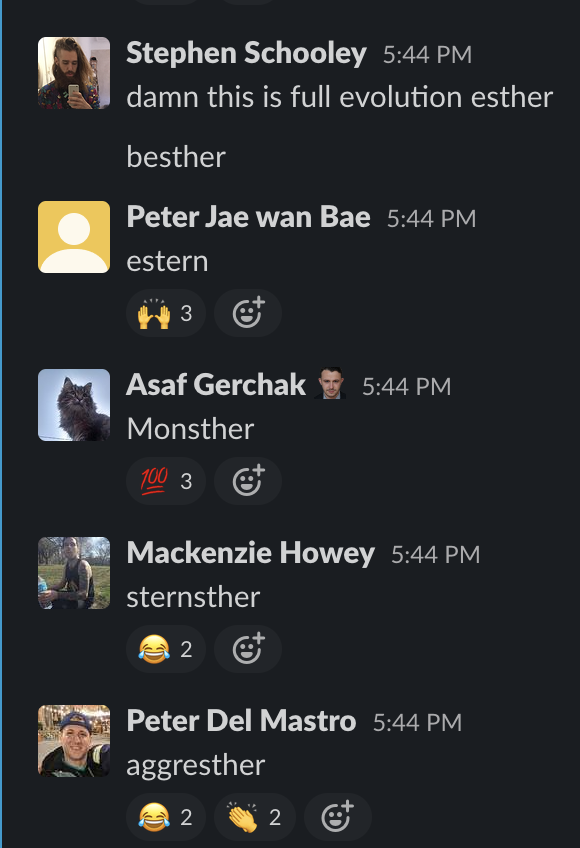 Stephen Schooley 5:44 PM
damn this is full evolution esther
besther
Peter Jae wan Bae 5:44 PM
estern
🙌 3
Asaf Gerchak 5:44 PM
Monsther
💯 3
Mackenzie Howey 5:44 PM
sternsther
😂 2
Peter Del Mastro 5:44 PM
aggresther
😂 2 👏 2